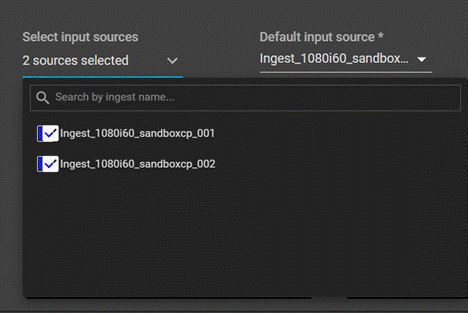 Select input sources
Default input source *
2 sources selected
Ingest_1080i60_sandbox...
Search by ingest name...
Ingest_1080i60_sandboxcp_001
Ingest_1080i60_sandboxcp_002